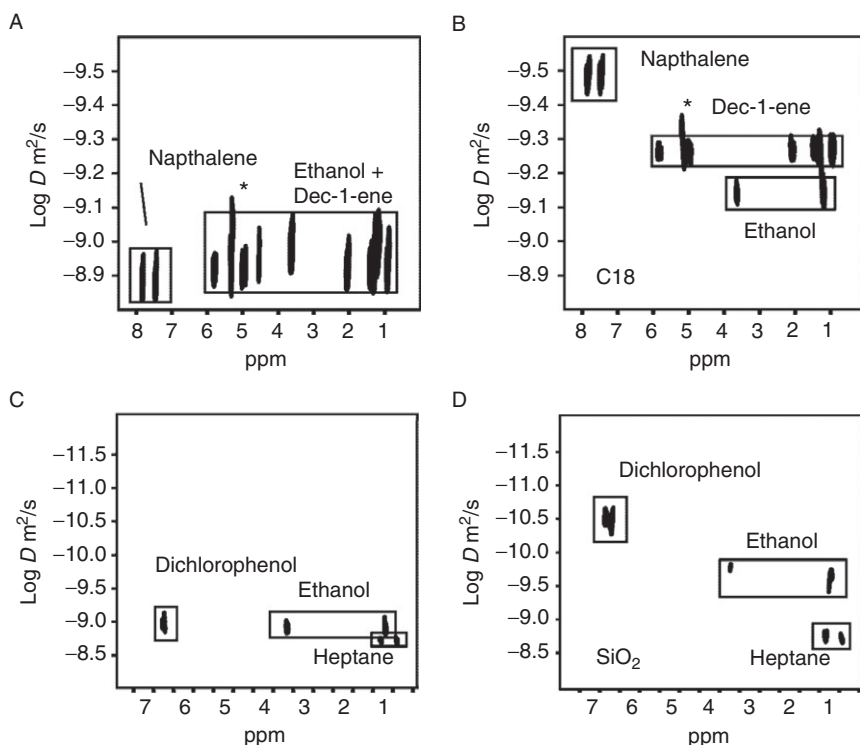 A
−9.5
−9.4
−9.3
−9.2
−9.1
−9.0
−8.9
Log D m²/s
Napthalene
*
Ethanol +
Dec-1-ene
8 7 6 5 4 3 2 1
ppm
B
−9.5
−9.4
−9.3
−9.2
−9.1
−9.0
−8.9
Log D m²/s
Napthalene
*
Dec-1-ene
Ethanol
C18
8 7 6 5 4 3 2 1
ppm
C
−11.5
−11.0
−10.5
−10.0
−9.5
−9.0
−8.5
Log D m²/s
Dichlorophenol
Ethanol
Heptane
7 6 5 4 3 2 1
ppm
D
−11.5
−11.0
−10.5
−10.0
−9.5
−9.0
−8.5
Log D m²/s
Dichlorophenol
Ethanol
Heptane
SiO₂
7 6 5 4 3 2 1
ppm